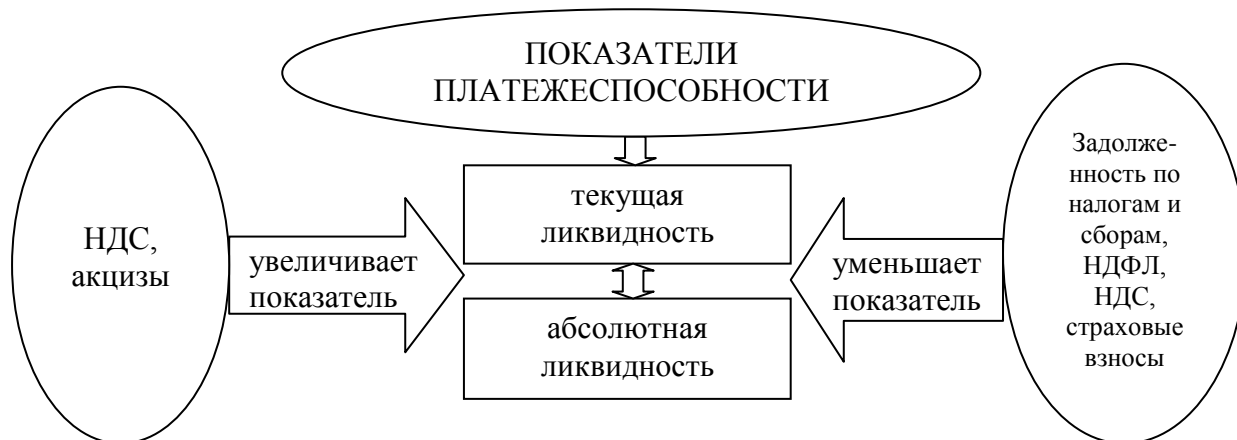 ПОКАЗАТЕЛИ
ПЛАТЕЖЕСПОСОБНОСТИ
НДС,
акцизы
увеличивает
показатель
текущая
ликвидность
абсолютная
ликвидность
уменьшает
показатель
Задолже-
нность по
налогам и
сборам,
НДФЛ,
НДС,
страховые
взносы